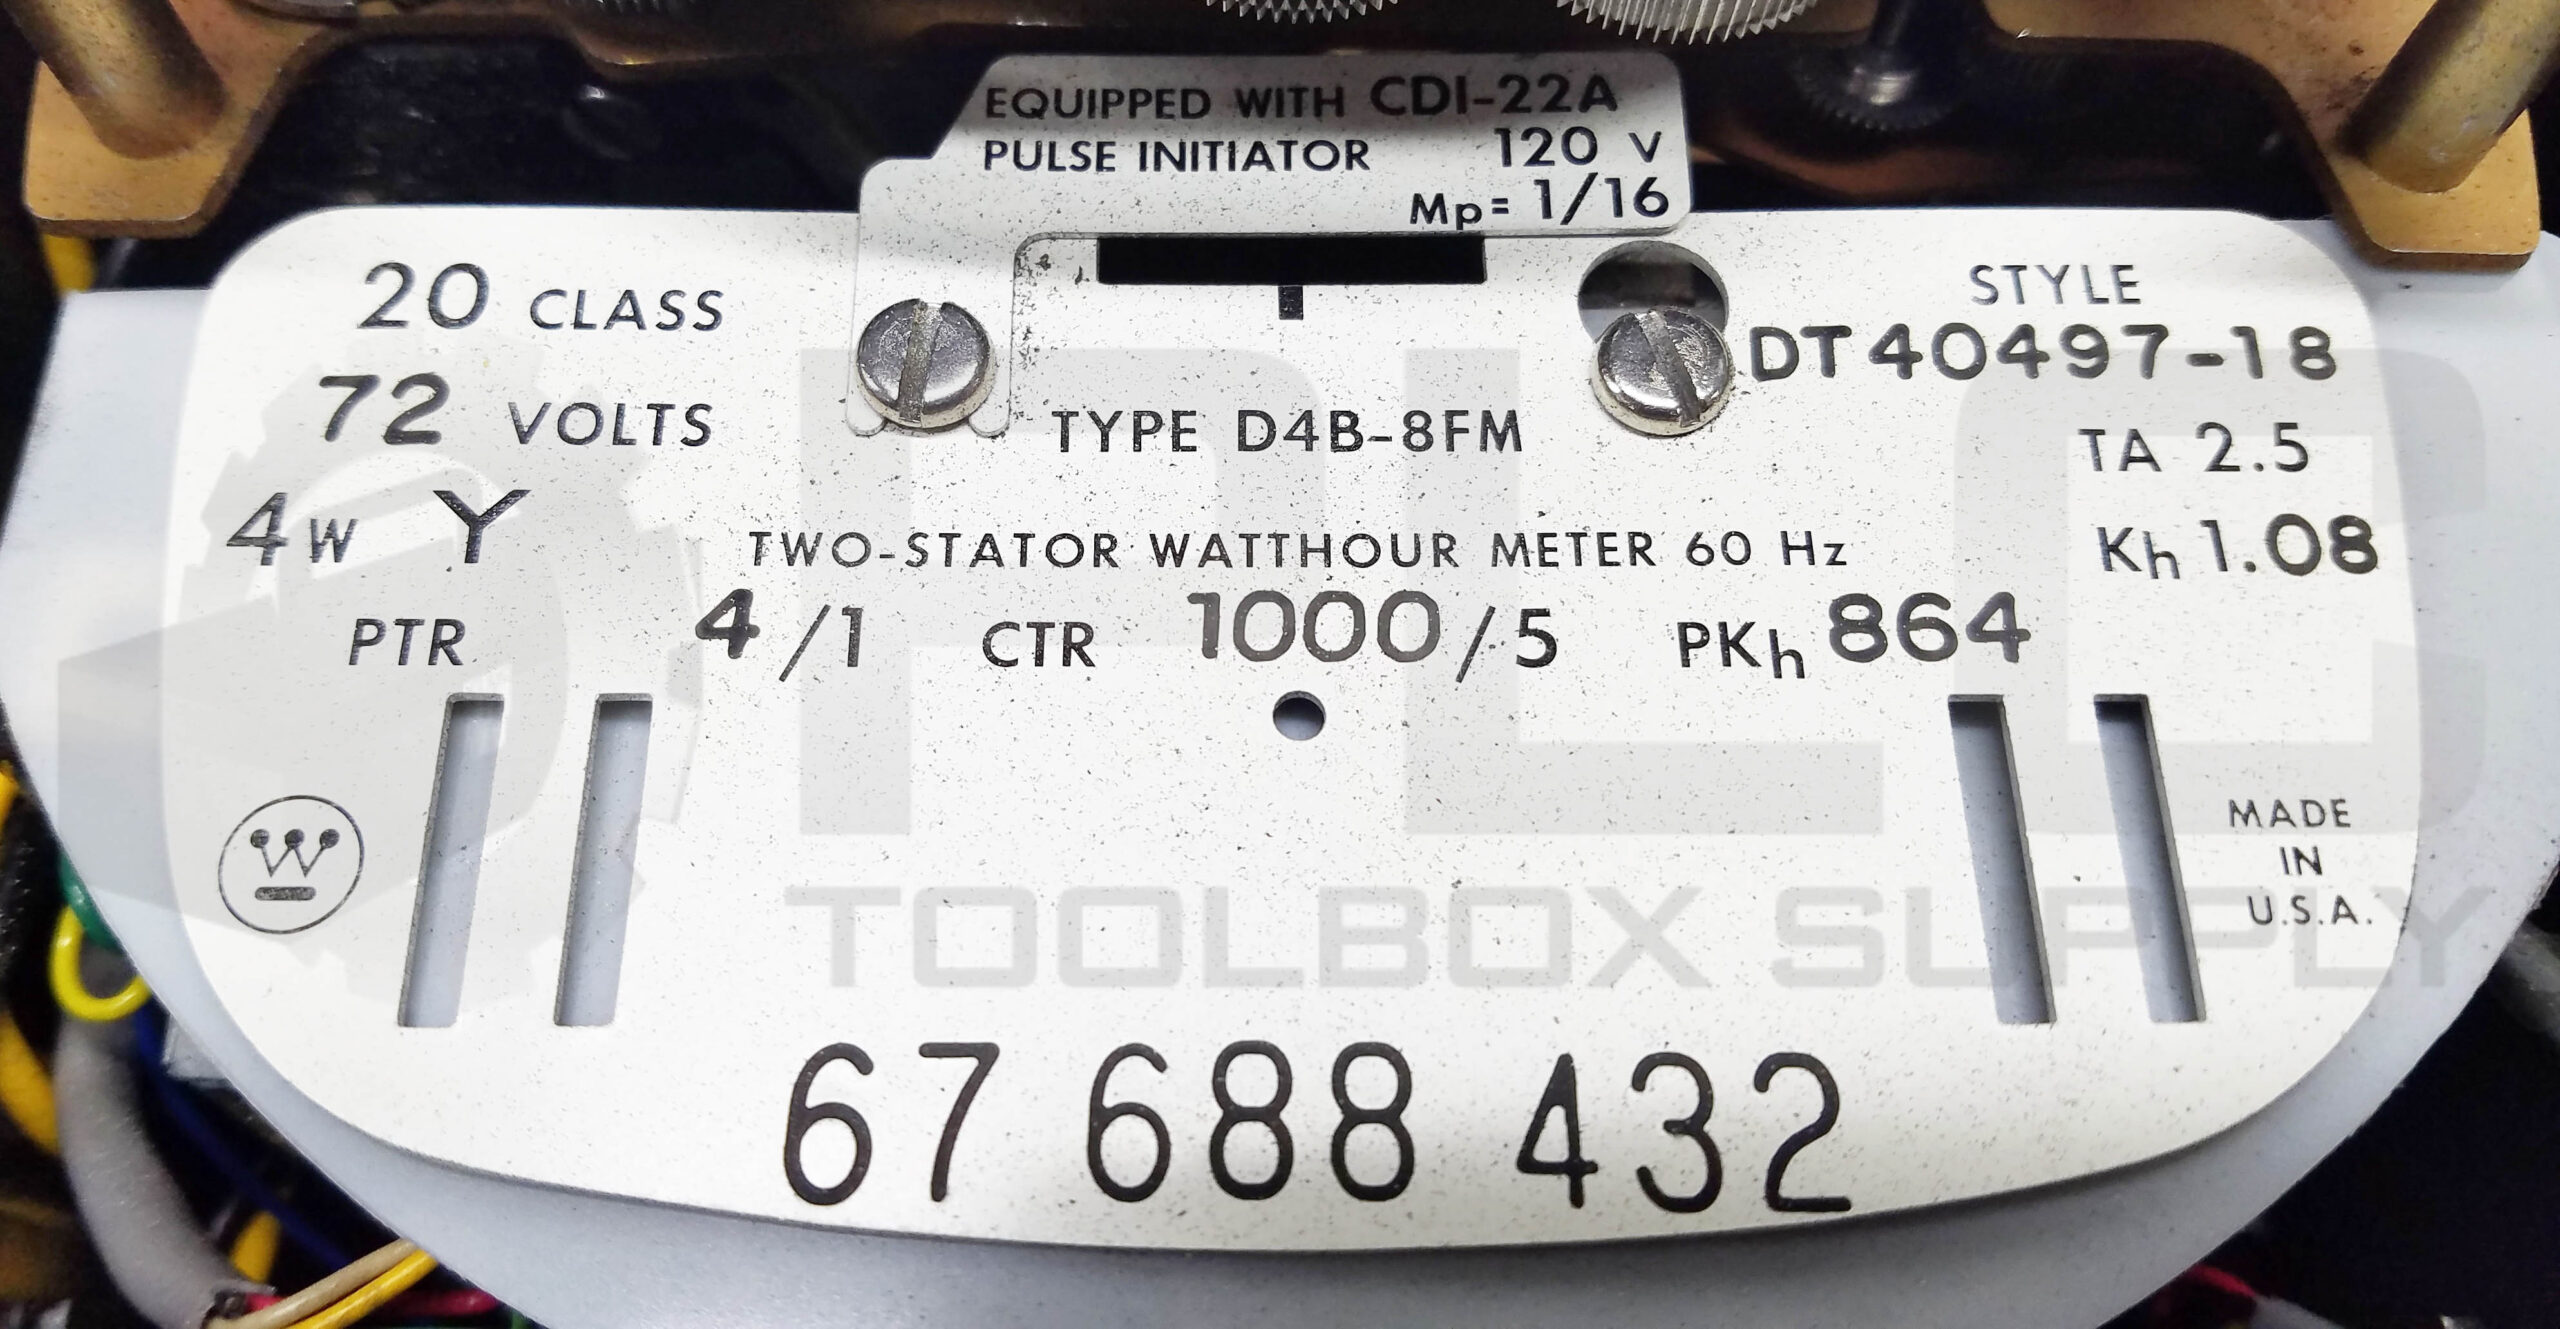 EQUIPPED WITH CDI-22A
PULSE INITIATOR 120 V
Mp= 1/16
20 CLASS
STYLE
DT40497-18
72 VOLTS
TYPE D4B-8FM
TA 2.5
4W Y
TWO-STATOR WATTHOUR METER 60 Hz
Kh 1.08
PTR 4/1 CTR 1000/5 PKh 864
W
MADE
IN
U.S.A.
PLC
TOOLBOX SUPPLY
67 688 432